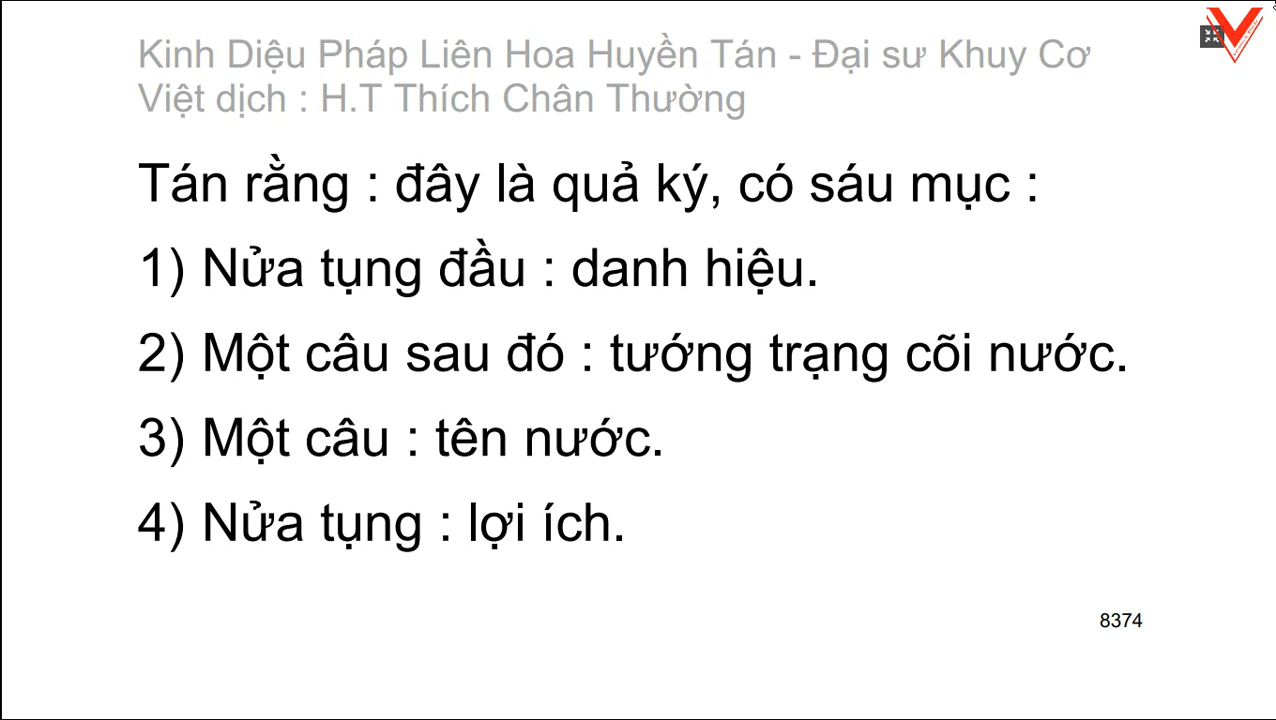 Kinh Diệu Pháp Liên Hoa Huyền Tán - Đại sư Khuy Cơ
Việt dịch : H.T Thích Chân Thường
Tán rằng : đây là quả ký, có sáu mục :
1) Nửa tụng đầu : danh hiệu.
2) Một câu sau đó : tướng trạng cõi nước.
3) Một câu : tên nước.
4) Nửa tụng : lợi ích.
8374